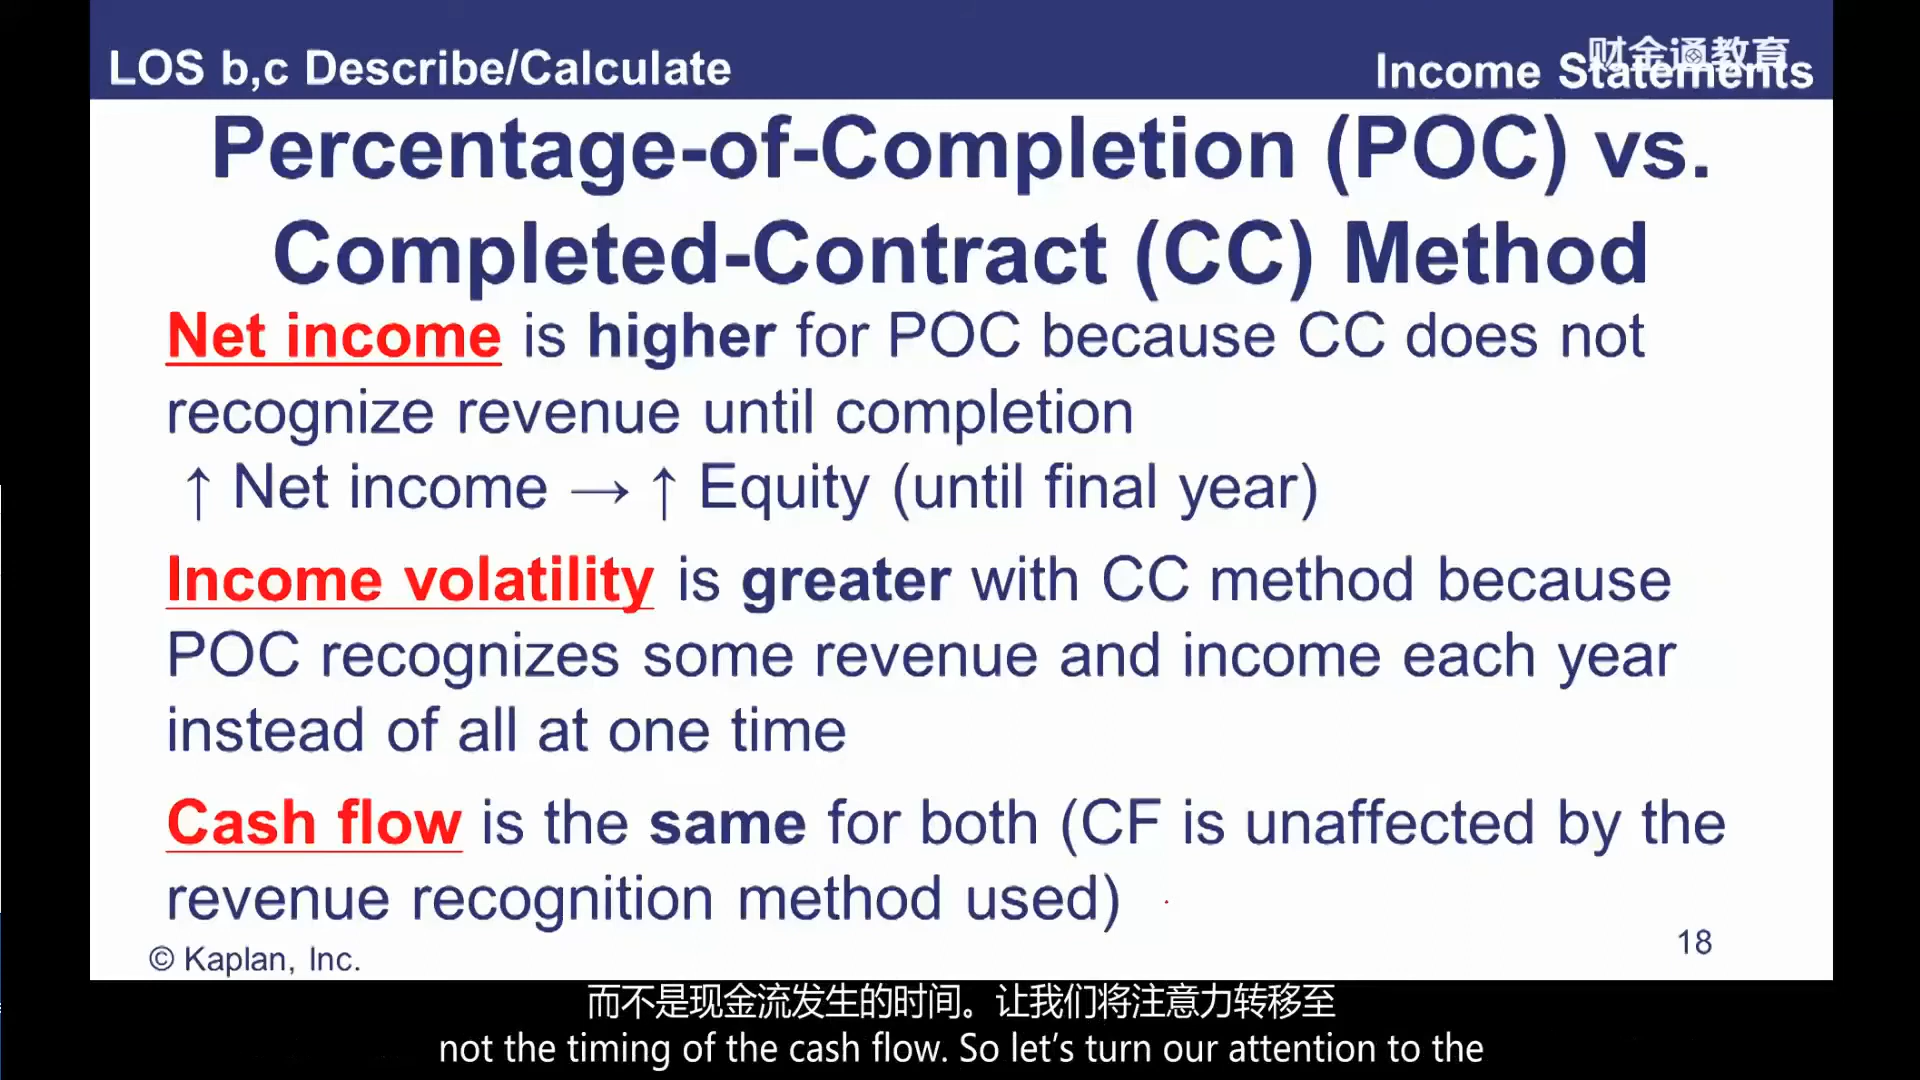 LOS b,c Describe/Calculate
Income Statements
财金通教育
Percentage-of-Completion (POC) vs.
Completed-Contract (CC) Method
Net income is higher for POC because CC does not
recognize revenue until completion
↑ Net income → ↑ Equity (until final year)
Income volatility is greater with CC method because
POC recognizes some revenue and income each year
instead of all at one time
Cash flow is the same for both (CF is unaffected by the
revenue recognition method used)
© Kaplan, Inc.
18
而不是现金流发生的时间。让我们将注意力转移至
not the timing of the cash flow. So let's turn our attention to the